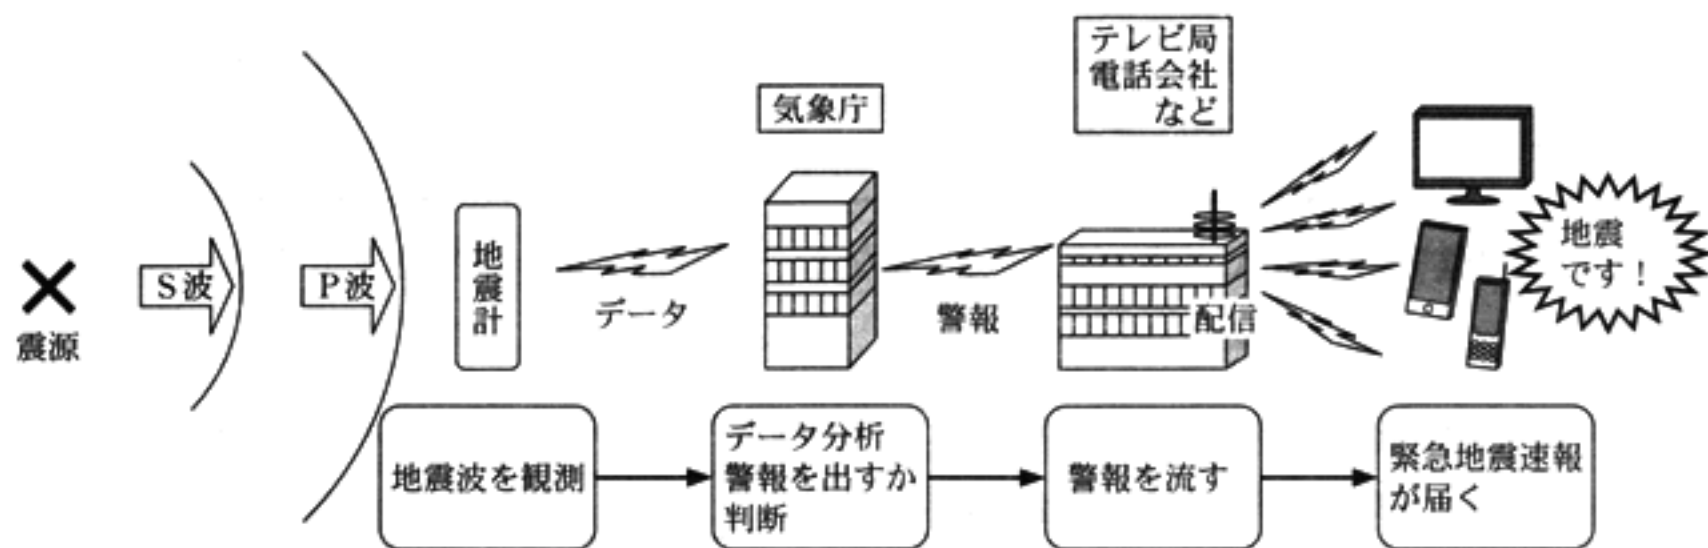 テレビ局
電話会社
など
気象庁
地震
です！
地震計
S波
P波
データ
警報
配信
震源
地震波を観測
データ分析
警報を出すか
判断
警報を流す
緊急地震速報
が届く